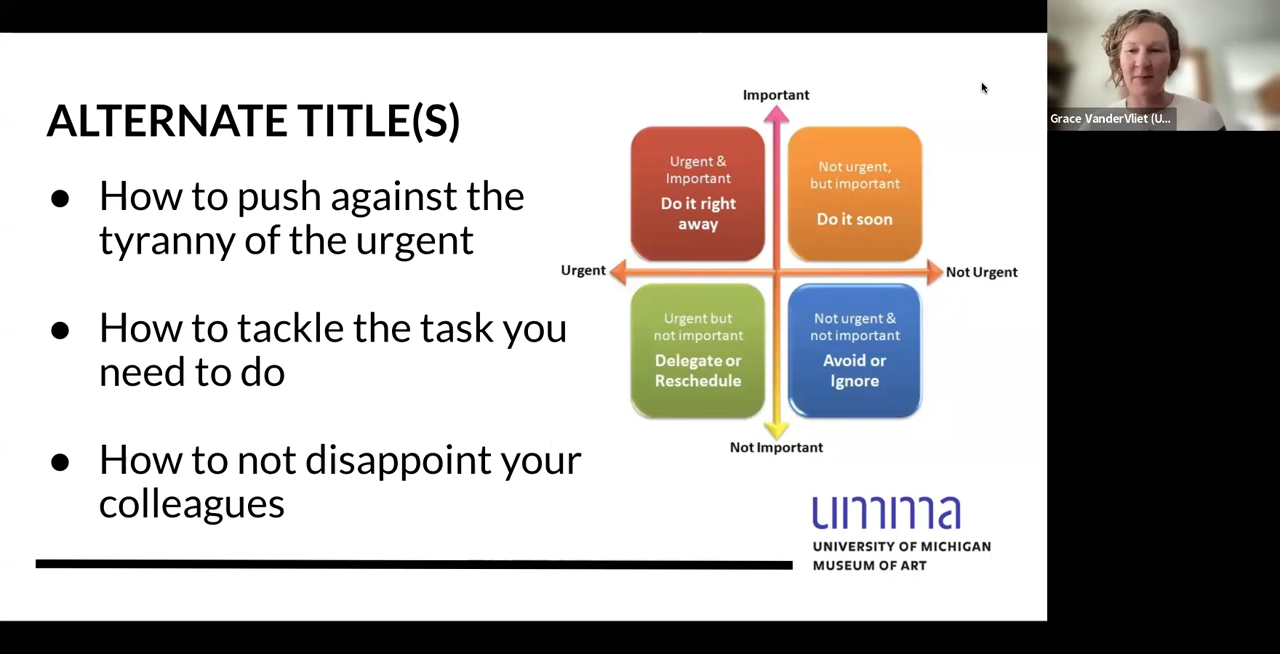 ALTERNATE TITLE(S)
● How to push against the
tyranny of the urgent
● How to tackle the task you
need to do
● How to not disappoint your
colleagues
Important
Urgent &
Important
Do it right
away
Not urgent,
but important
Do it soon
Urgent
Not Urgent
Urgent but
not important
Delegate or
Reschedule
Not urgent &
not important
Avoid or
Ignore
Not Important
umma
UNIVERSITY OF MICHIGAN
MUSEUM OF ART
Grace VanderVliet (U...